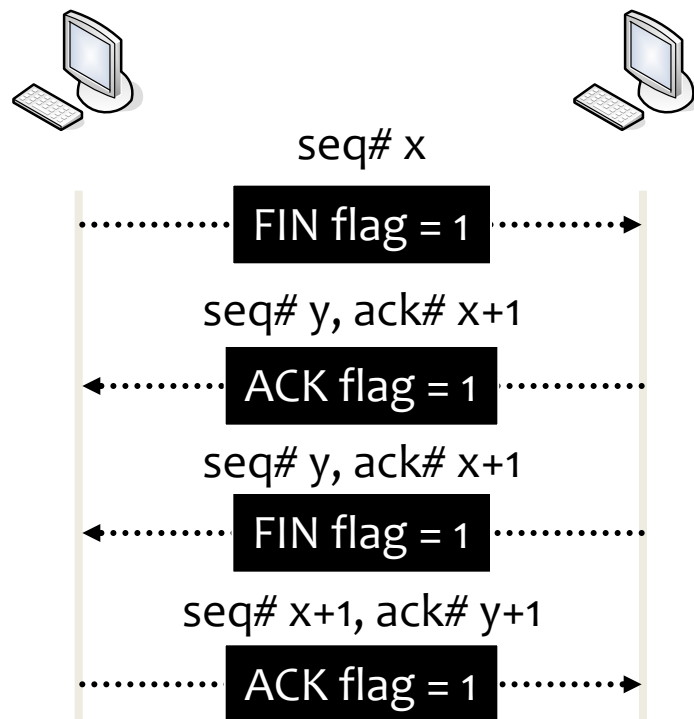 seq# x
FIN flag = 1
seq# y, ack# x+1
ACK flag = 1
seq# y, ack# x+1
FIN flag = 1
seq# x+1, ack# y+1
ACK flag = 1